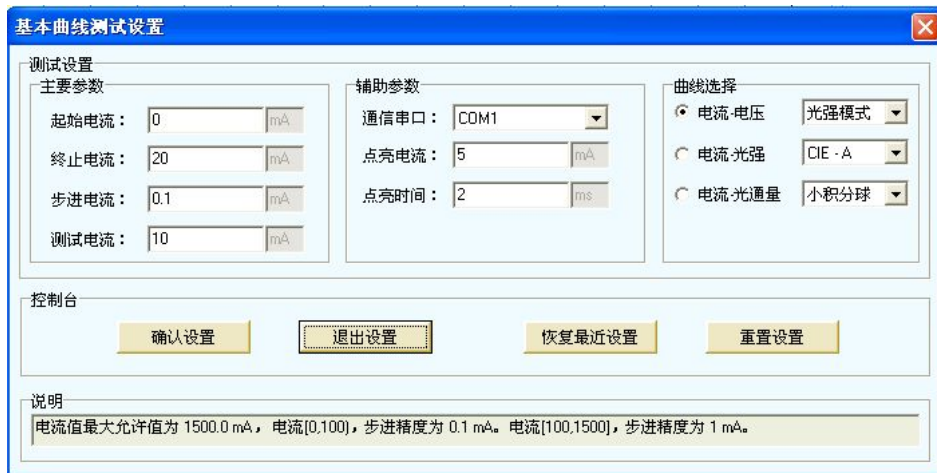 基本曲线测试设置
测试设置
主要参数
起始电流： 0 mA
终止电流： 20 mA
步进电流： 0.1 mA
测试电流： 10 mA
辅助参数
通信串口： COM1
点亮电流： 5 mA
点亮时间： 2 ms
曲线选择
电流-电压 光强模式
电流-光强 CIE - A
电流-光通量 小积分球
控制台
确认设置 退出设置 恢复最近设置 重置设置
说明
电流值最大允许值为 1500.0 mA，电流[0,100)，步进精度为 0.1 mA。电流[100,1500]，步进精度为 1 mA。